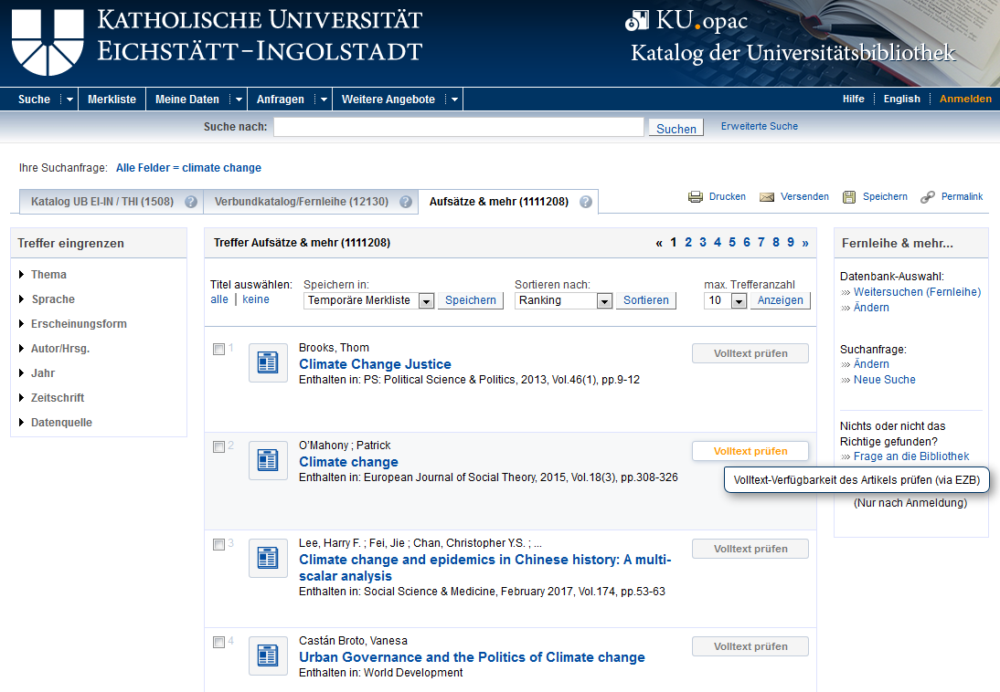 KATHOLISCHE UNIVERSITÄT
EICHSTÄTT-INGOLSTADT
KU.opac
Katalog der Universitätsbibliothek
Suche Merkliste Meine Daten Anfragen Weitere Angebote Hilfe English Anmelden
Suche nach: Suchen Erweiterte Suche
Ihre Suchanfrage: Alle Felder = climate change
Katalog UB EI-IN / THI (1508) ? Verbundkatalog/Fernleihe (12130) ? Aufsätze & mehr (1111208) ? Drucken Versenden Speichern Permalink
Treffer eingrenzen
Thema
Sprache
Erscheinungsform
Autor/Hrsg.
Jahr
Zeitschrift
Datenquelle
Treffer Aufsätze & mehr (1111208) « 1 2 3 4 5 6 7 8 9 »
Titel auswählen: Speichern in: Sortieren nach: max. Trefferanzahl
alle | keine Temporäre Merkliste Speichern Ranking Sortieren 10 Anzeigen
1 Brooks, Thom Volltext prüfen
Climate Change Justice
Enthalten in: PS: Political Science & Politics, 2013, Vol.46(1), pp.9-12
2 O'Mahony ; Patrick Volltext prüfen
Climate change
Enthalten in: European Journal of Social Theory, 2015, Vol.18(3), pp.308-326
Volltext-Verfügbarkeit des Artikels prüfen (via EZB)
3 Lee, Harry F. ; Fei, Jie ; Chan, Christopher Y.S. ; ... Volltext prüfen
Climate change and epidemics in Chinese history: A multi-
scalar analysis
Enthalten in: Social Science & Medicine, February 2017, Vol.174, pp.53-63
4 Castán Broto, Vanesa Volltext prüfen
Urban Governance and the Politics of Climate change
Enthalten in: World Development
Fernleihe & mehr...
Datenbank-Auswahl:
»» Weitersuchen (Fernleihe)
»» Ändern
Suchanfrage:
»» Ändern
»» Neue Suche
Nichts oder nicht das
Richtige gefunden?
»» Frage an die Bibliothek
(Nur nach Anmeldung)